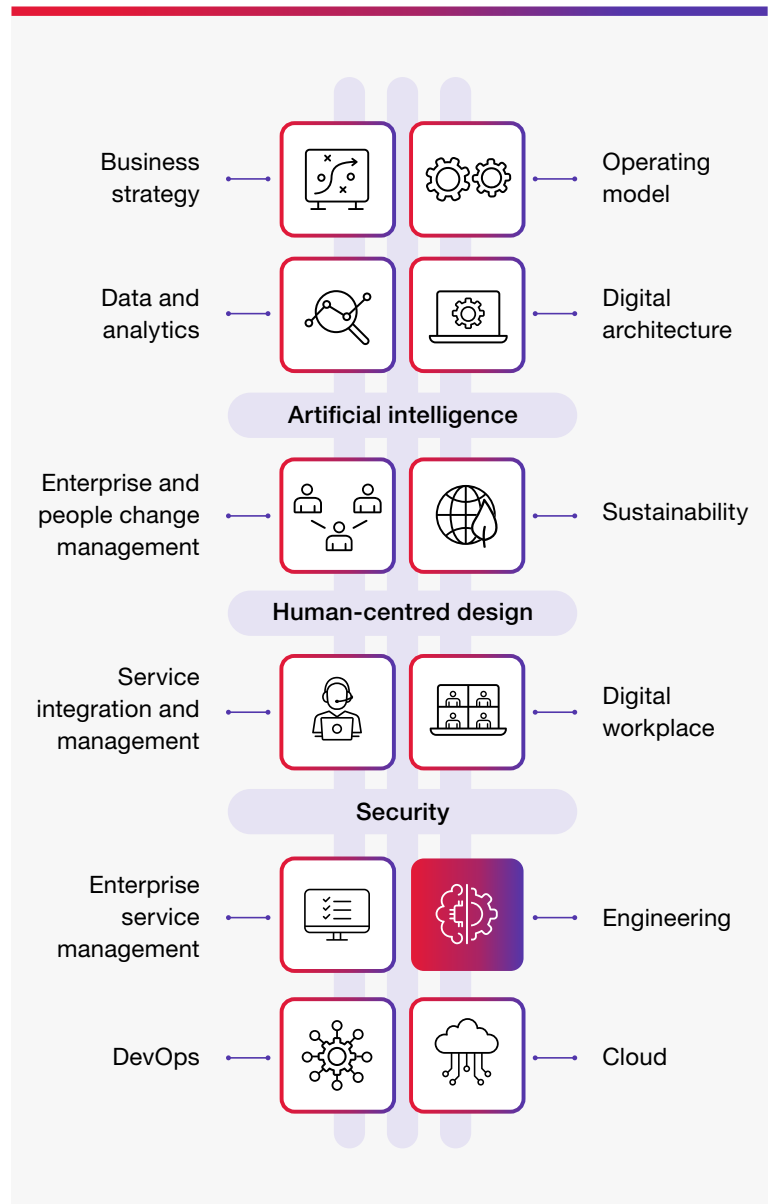 Business
strategy
Operating
model
Data and
analytics
Digital
architecture
Artificial intelligence
Enterprise and
people change
management
Sustainability
Human-centred design
Service
integration and
management
Digital
workplace
Security
Enterprise
service
management
Engineering
DevOps
Cloud